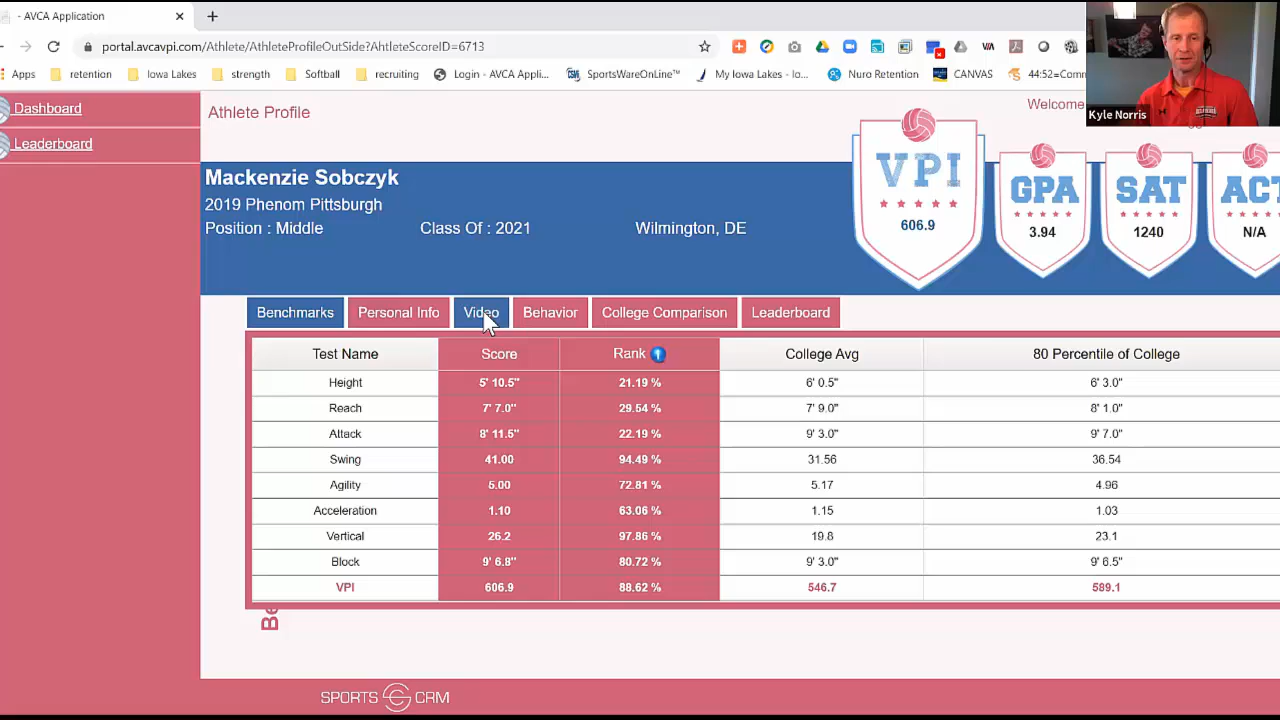 - AVCA Application
portal.avcavpi.com/Athlete/AthleteProfileOutSide?AhtleteScoreID=6713
Apps retention Iowa Lakes strength Softball recruiting Login - AVCA Appli... SportsWareOnLine™ My Iowa Lakes - Io... Nuro Retention CANVAS 44:52=Comm
Kyle Norris
Dashboard
Leaderboard
Athlete Profile
Welcome
Mackenzie Sobczyk
2019 Phenom Pittsburgh
Position : Middle Class Of : 2021 Wilmington, DE
VPI
606.9
GPA
3.94
SAT
1240
ACT
N/A
Benchmarks Personal Info Video Behavior College Comparison Leaderboard
Test Name Score Rank College Avg 80 Percentile of College
Height 5' 10.5" 21.19 % 6' 0.5" 6' 3.0"
Reach 7' 7.0" 29.54 % 7' 9.0" 8' 1.0"
Attack 8' 11.5" 22.19 % 9' 3.0" 9' 7.0"
Swing 41.00 94.49 % 31.56 36.54
Agility 5.00 72.81 % 5.17 4.96
Acceleration 1.10 63.06 % 1.15 1.03
Vertical 26.2 97.86 % 19.8 23.1
Block 9' 6.8" 80.72 % 9' 3.0" 9' 6.5"
VPI 606.9 88.62 % 546.7 589.1
Be
SPORTS CRM